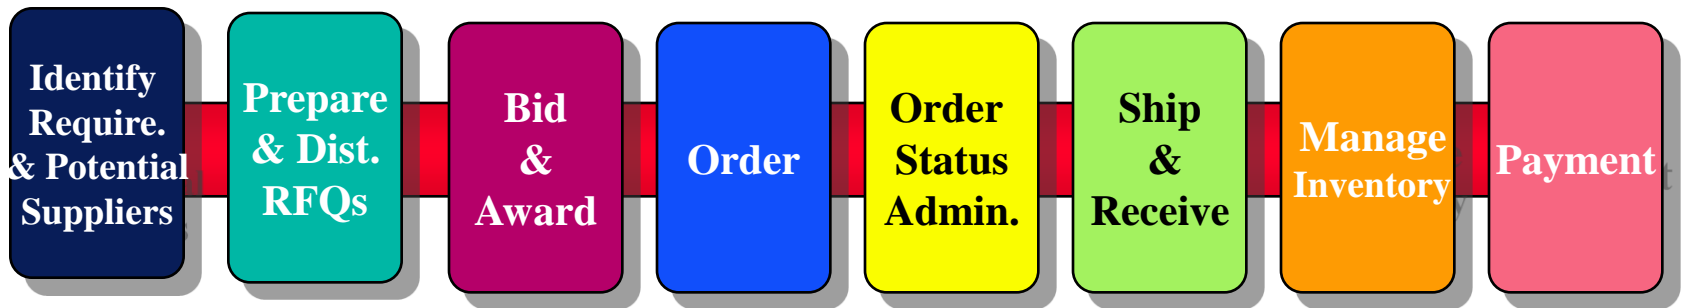 Identify
Require.
& Potential
Suppliers
Prepare
& Dist.
RFQs
Bid
&
Award
Order
Order
Status
Admin.
Ship
&
Receive
Manage
Inventory
Payment